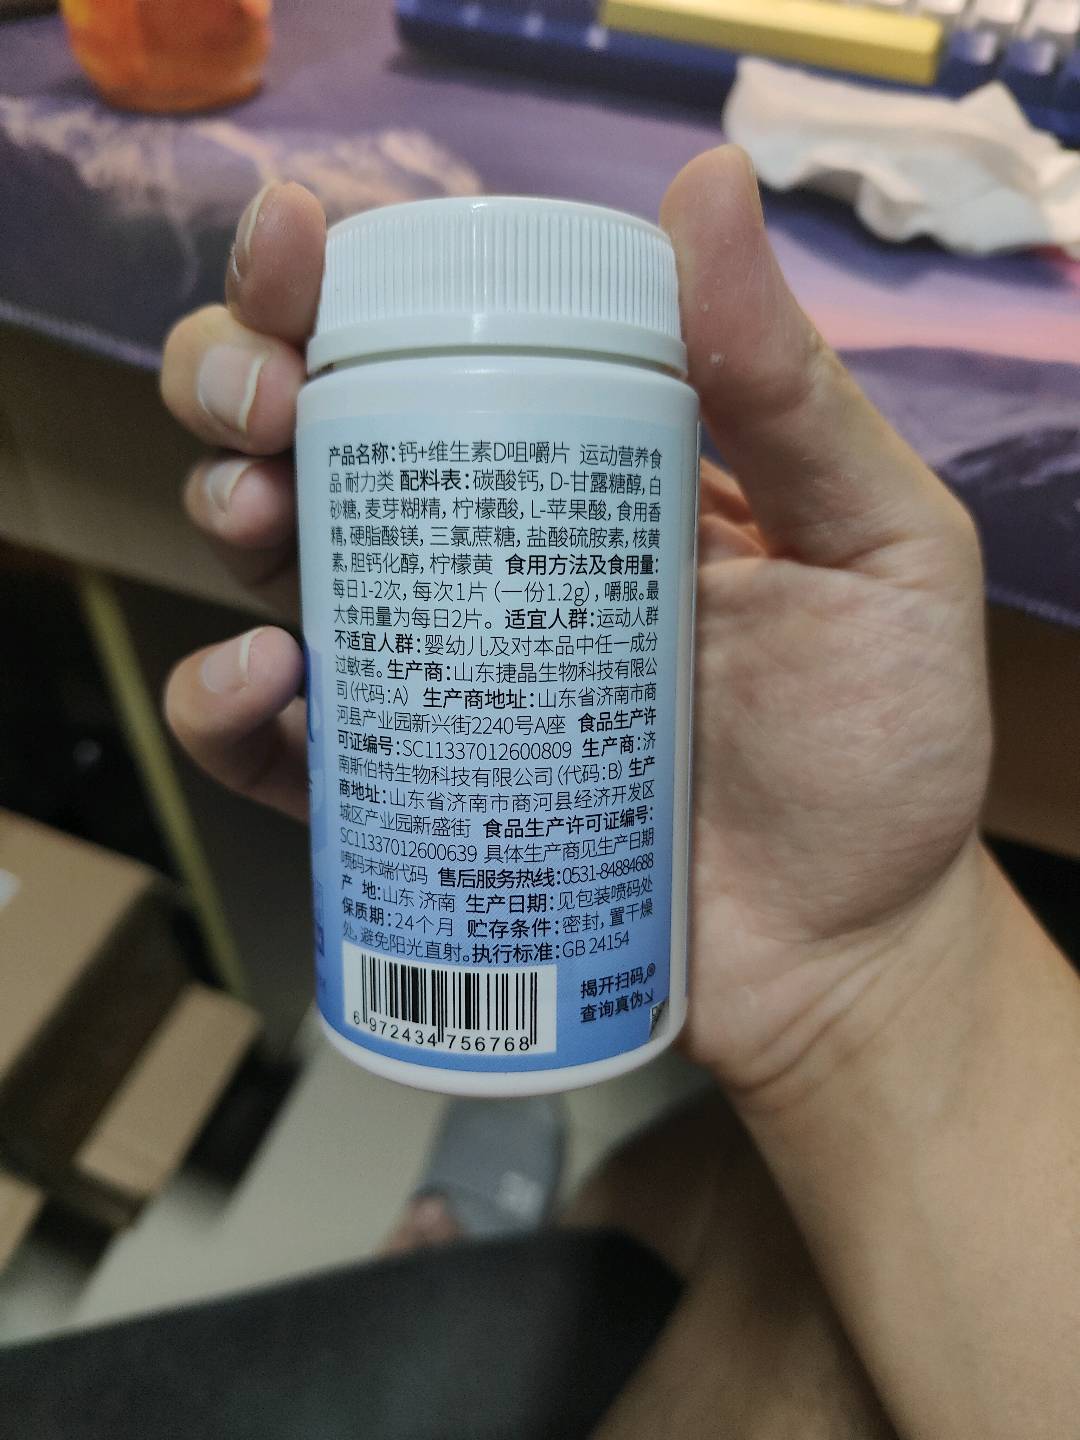 产品名称:钙+维生素D咀嚼片 运动营养食
品 耐力类 配料表:碳酸钙,D-甘露糖醇,白
砂糖,麦芽糊精,柠檬酸,L-苹果酸,食用香
精,硬脂酸镁,三氯蔗糖,盐酸硫胺素,核黄
素,胆钙化醇,柠檬黄 食用方法及食用量:
每日1-2次,每次1片(一份1.2g),嚼服。最
大食用量为每日2片。适宜人群:运动人群
不适宜人群:婴幼儿及对本品中任一成分
过敏者。生产商:山东捷晶生物科技有限公
司(代码:A) 生产商地址:山东省济南市商
河县产业园新兴街2240号A座 食品生产许
可证编号:SC11337012600809 生产商:济
南斯伯特生物科技有限公司(代码:B) 生产
商地址:山东省济南市商河县经济开发区
城区产业园新盛街 食品生产许可证编号:
SC11337012600639 具体生产商见生产日期
喷码末端代码 售后服务热线:0531-84884688
产 地:山东 济南 生产日期:见包装喷码处
保质期:24个月 贮存条件:密封,置干燥
处,避免阳光直射。执行标准:GB 24154
揭开扫码
查询真伪
6 972434 756768